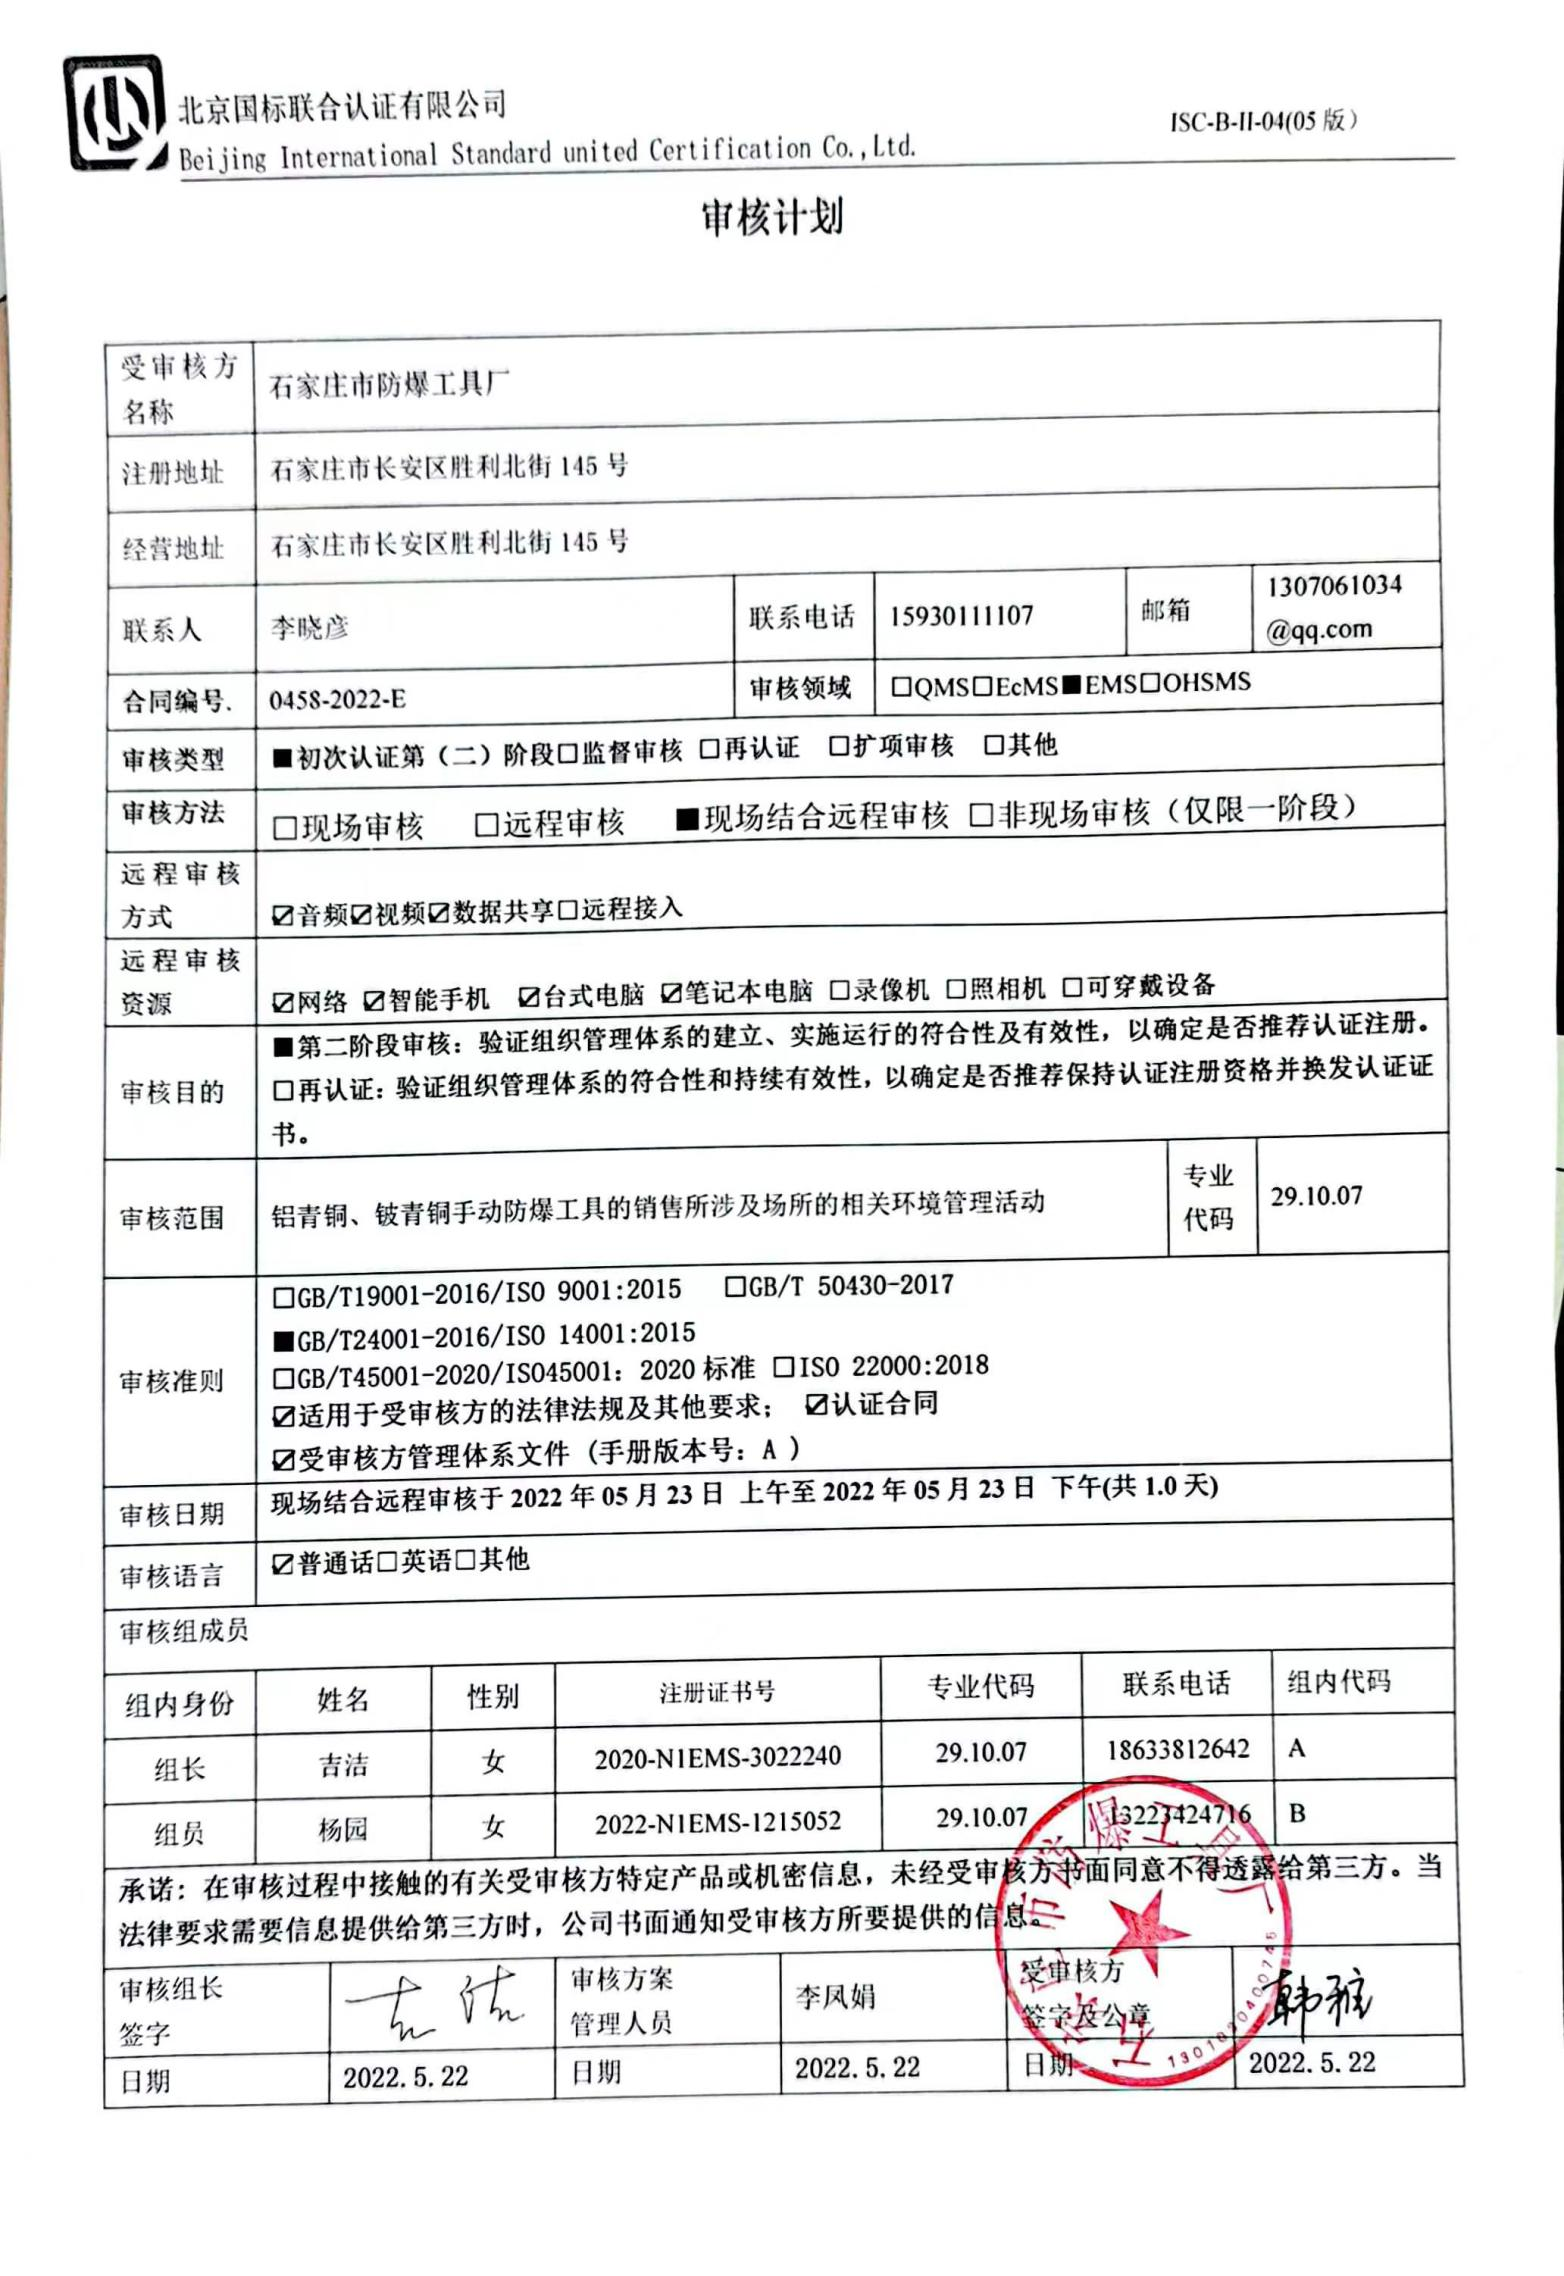 北京国标联合认证有限公司
ISC-B-II-04(05 版)
Beijing International Standard united Certification Co.,Ltd.
审核计划
受审核方名称 石家庄市防爆工具厂
注册地址 石家庄市长安区胜利北街 145 号
经营地址 石家庄市长安区胜利北街 145 号
联系人 李晓彦 联系电话 15930111107 邮箱 1307061034@qq.com
合同编号. 0458-2022-E 审核领域 □QMS□EcMS■EMS□OHSMS
审核类型 ■初次认证第（二）阶段□监督审核 □再认证 □扩项审核 □其他
审核方法 □现场审核 □远程审核 ■现场结合远程审核 □非现场审核（仅限一阶段）
远程审核方式 ☑音频☑视频☑数据共享□远程接入
远程审核资源 ☑网络 ☑智能手机 ☑台式电脑 ☑笔记本电脑 □录像机 □照相机 □可穿戴设备
审核目的 ■第二阶段审核：验证组织管理体系的建立、实施运行的符合性及有效性，以确定是否推荐认证注册。
□再认证：验证组织管理体系的符合性和持续有效性，以确定是否推荐保持认证注册资格并换发认证证
书。
审核范围 铝青铜、铍青铜手动防爆工具的销售所涉及场所的相关环境管理活动 专业代码 29.10.07
审核准则 □GB/T19001-2016/ISO 9001:2015 □GB/T 50430-2017
■GB/T24001-2016/ISO 14001:2015
□GB/T45001-2020/ISO45001：2020 标准 □ISO 22000:2018
☑适用于受审核方的法律法规及其他要求； ☑认证合同
☑受审核方管理体系文件（手册版本号：A ）
审核日期 现场结合远程审核于 2022 年 05 月 23 日 上午至 2022 年 05 月 23 日 下午(共 1.0 天)
审核语言 ☑普通话□英语□其他
审核组成员
组内身份 姓名 性别 注册证书号 专业代码 联系电话 组内代码
组长 吉洁 女 2020-N1EMS-3022240 29.10.07 18633812642 A
组员 杨园 女 2022-N1EMS-1215052 29.10.07 13223424716 B
承诺：在审核过程中接触的有关受审核方特定产品或机密信息，未经受审核方书面同意不得透露给第三方。当
法律要求需要信息提供给第三方时，公司书面通知受审核方所要提供的信息。
审核组长签字 吉洁 审核方案管理人员 李凤娟 受审核方签字及公章
日期 2022.5.22 日期 2022.5.22 日期 2022.5.22
石家庄市防爆工具厂